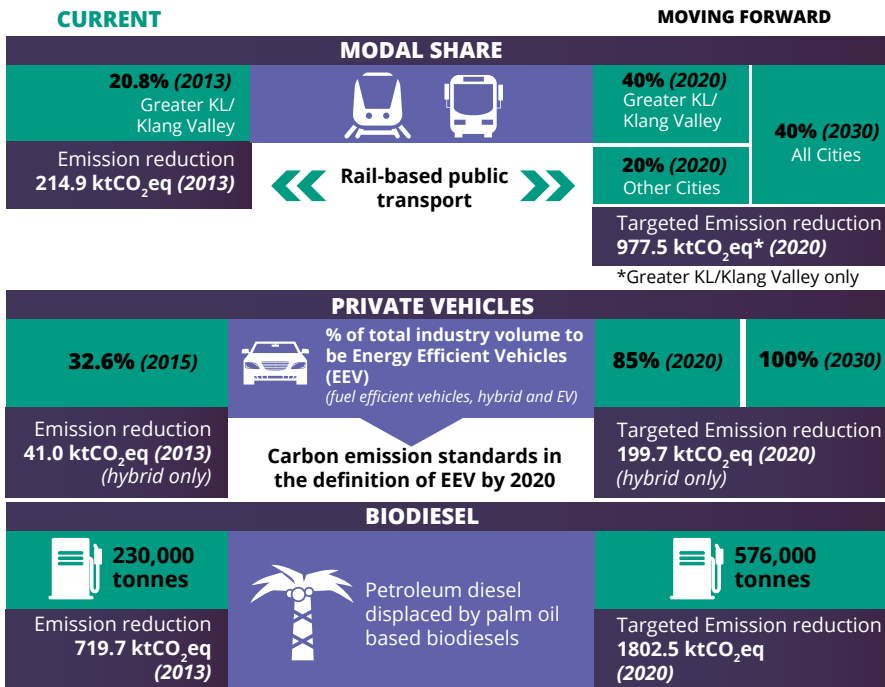 CURRENT
MOVING FORWARD
MODAL SHARE
20.8% (2013)
Greater KL/
Klang Valley
Emission reduction
214.9 ktCO₂eq (2013)
Rail-based public
transport
40% (2020)
Greater KL/
Klang Valley
20% (2020)
Other Cities
40% (2030)
All Cities
Targeted Emission reduction
977.5 ktCO₂eq* (2020)
*Greater KL/Klang Valley only
PRIVATE VEHICLES
32.6% (2015)
Emission reduction
41.0 ktCO₂eq (2013)
(hybrid only)
% of total industry volume to
be Energy Efficient Vehicles
(EEV)
(fuel efficient vehicles, hybrid and EV)
Carbon emission standards in
the definition of EEV by 2020
85% (2020)
100% (2030)
Targeted Emission reduction
199.7 ktCO₂eq (2020)
(hybrid only)
BIODIESEL
230,000
tonnes
Emission reduction
719.7 ktCO₂eq
(2013)
Petroleum diesel
displaced by palm oil
based biodiesels
576,000
tonnes
Targeted Emission reduction
1802.5 ktCO₂eq
(2020)